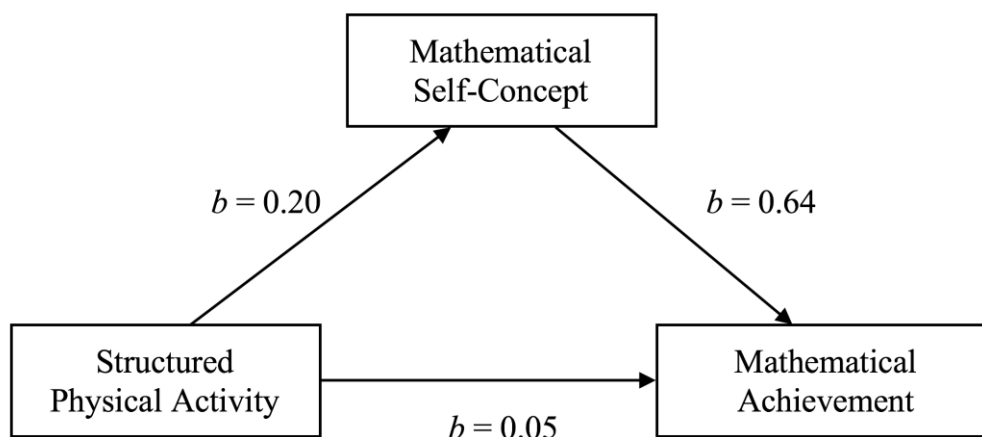 Mathematical
Self-Concept
b = 0.20
b = 0.64
Structured
Physical Activity
Mathematical
Achievement
b = 0.05